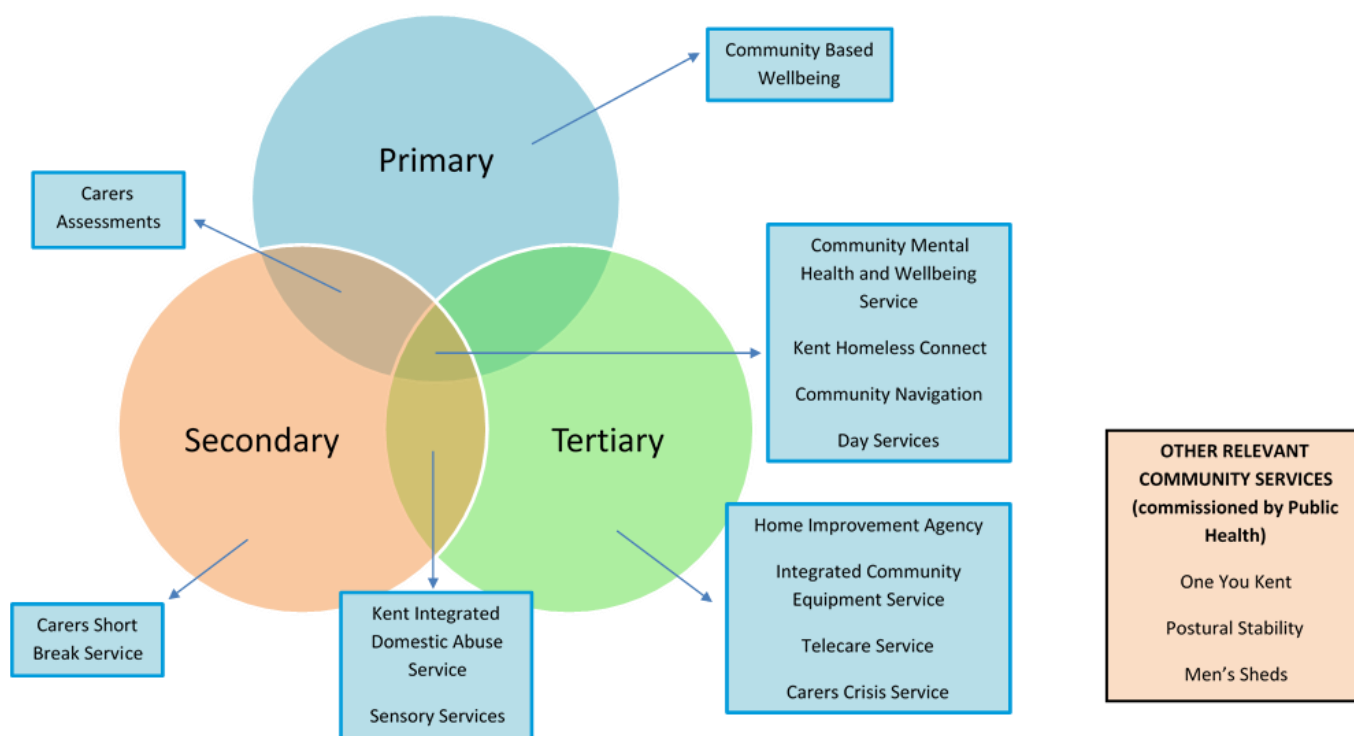 Community Based
Wellbeing
Primary
Carers
Assessments
Community Mental
Health and Wellbeing
Service
Kent Homeless Connect
Community Navigation
Day Services
Secondary
Tertiary
OTHER RELEVANT
COMMUNITY SERVICES
(commissioned by Public
Health)
One You Kent
Postural Stability
Men’s Sheds
Home Improvement Agency
Integrated Community
Equipment Service
Telecare Service
Carers Crisis Service
Carers Short
Break Service
Kent Integrated
Domestic Abuse
Service
Sensory Services